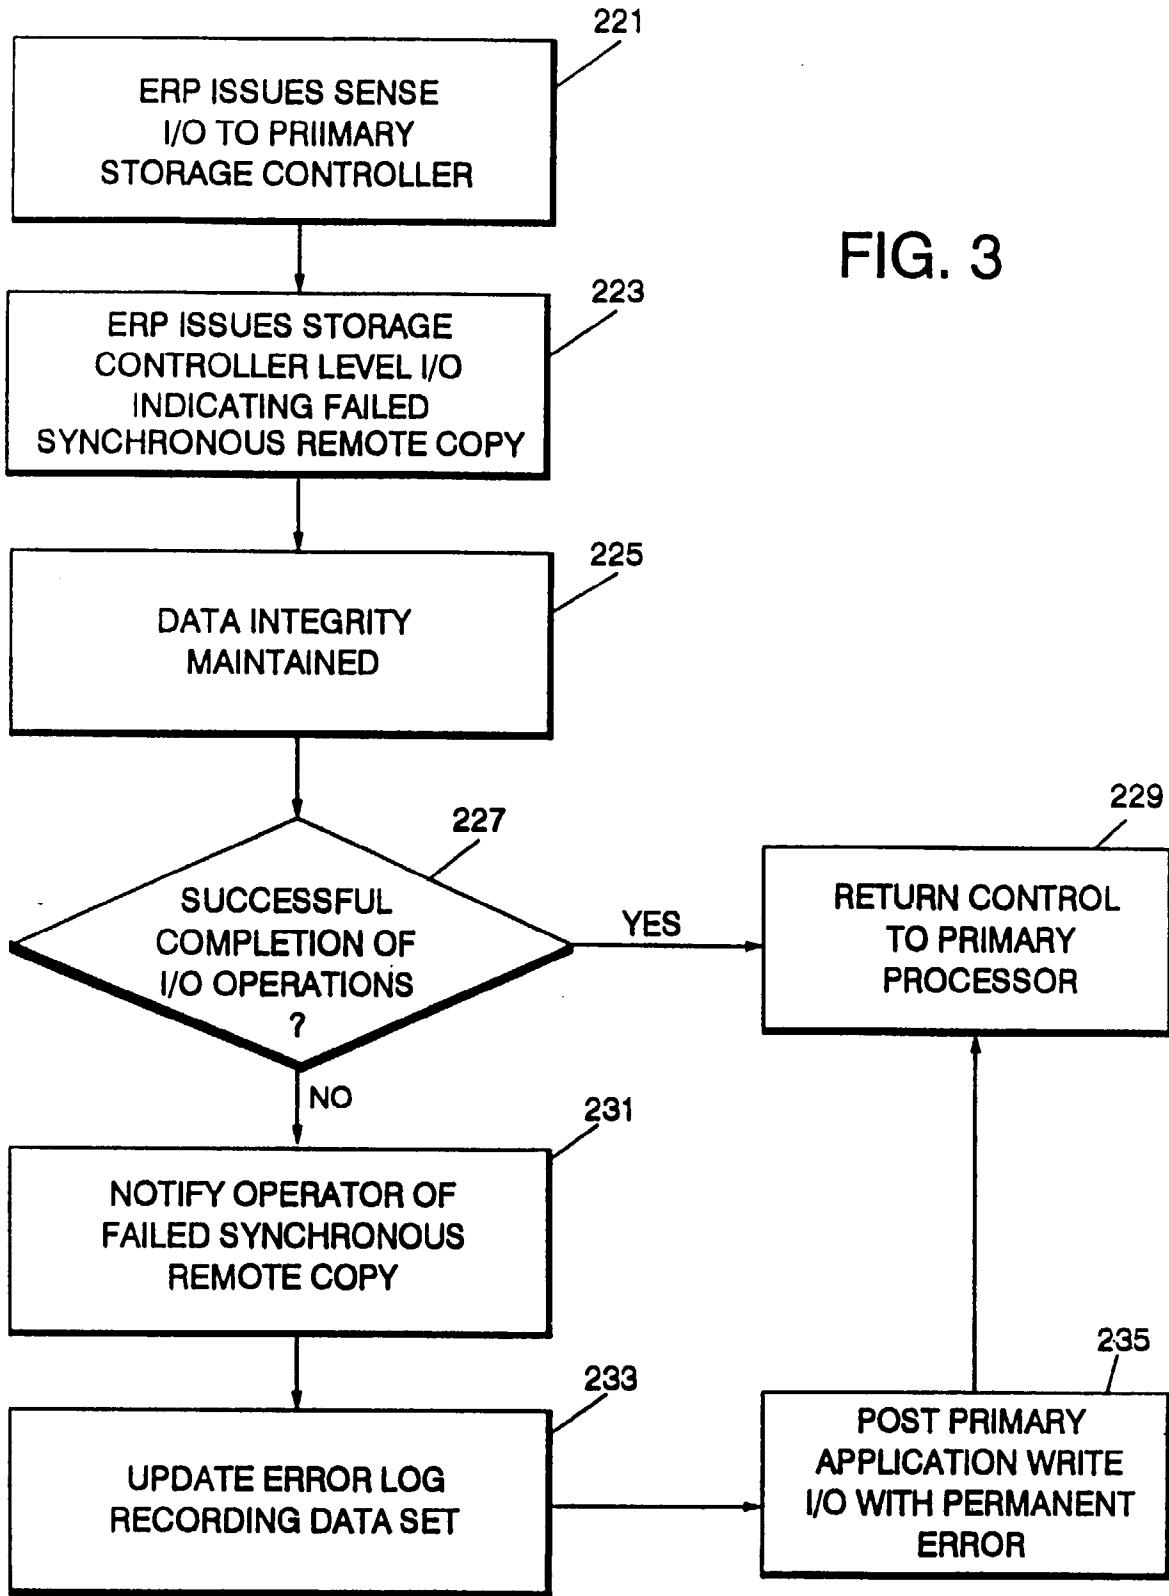 221
ERP ISSUES SENSE
I/O TO PRIIMARY
STORAGE CONTROLLER
FIG. 3
223
ERP ISSUES STORAGE
CONTROLLER LEVEL I/O
INDICATING FAILED
SYNCHRONOUS REMOTE COPY
225
DATA INTEGRITY
MAINTAINED
227
SUCCESSFUL
COMPLETION OF
I/O OPERATIONS
?
YES
229
RETURN CONTROL
TO PRIMARY
PROCESSOR
NO
231
NOTIFY OPERATOR OF
FAILED SYNCHRONOUS
REMOTE COPY
233
UPDATE ERROR LOG
RECORDING DATA SET
235
POST PRIMARY
APPLICATION WRITE
I/O WITH PERMANENT
ERROR